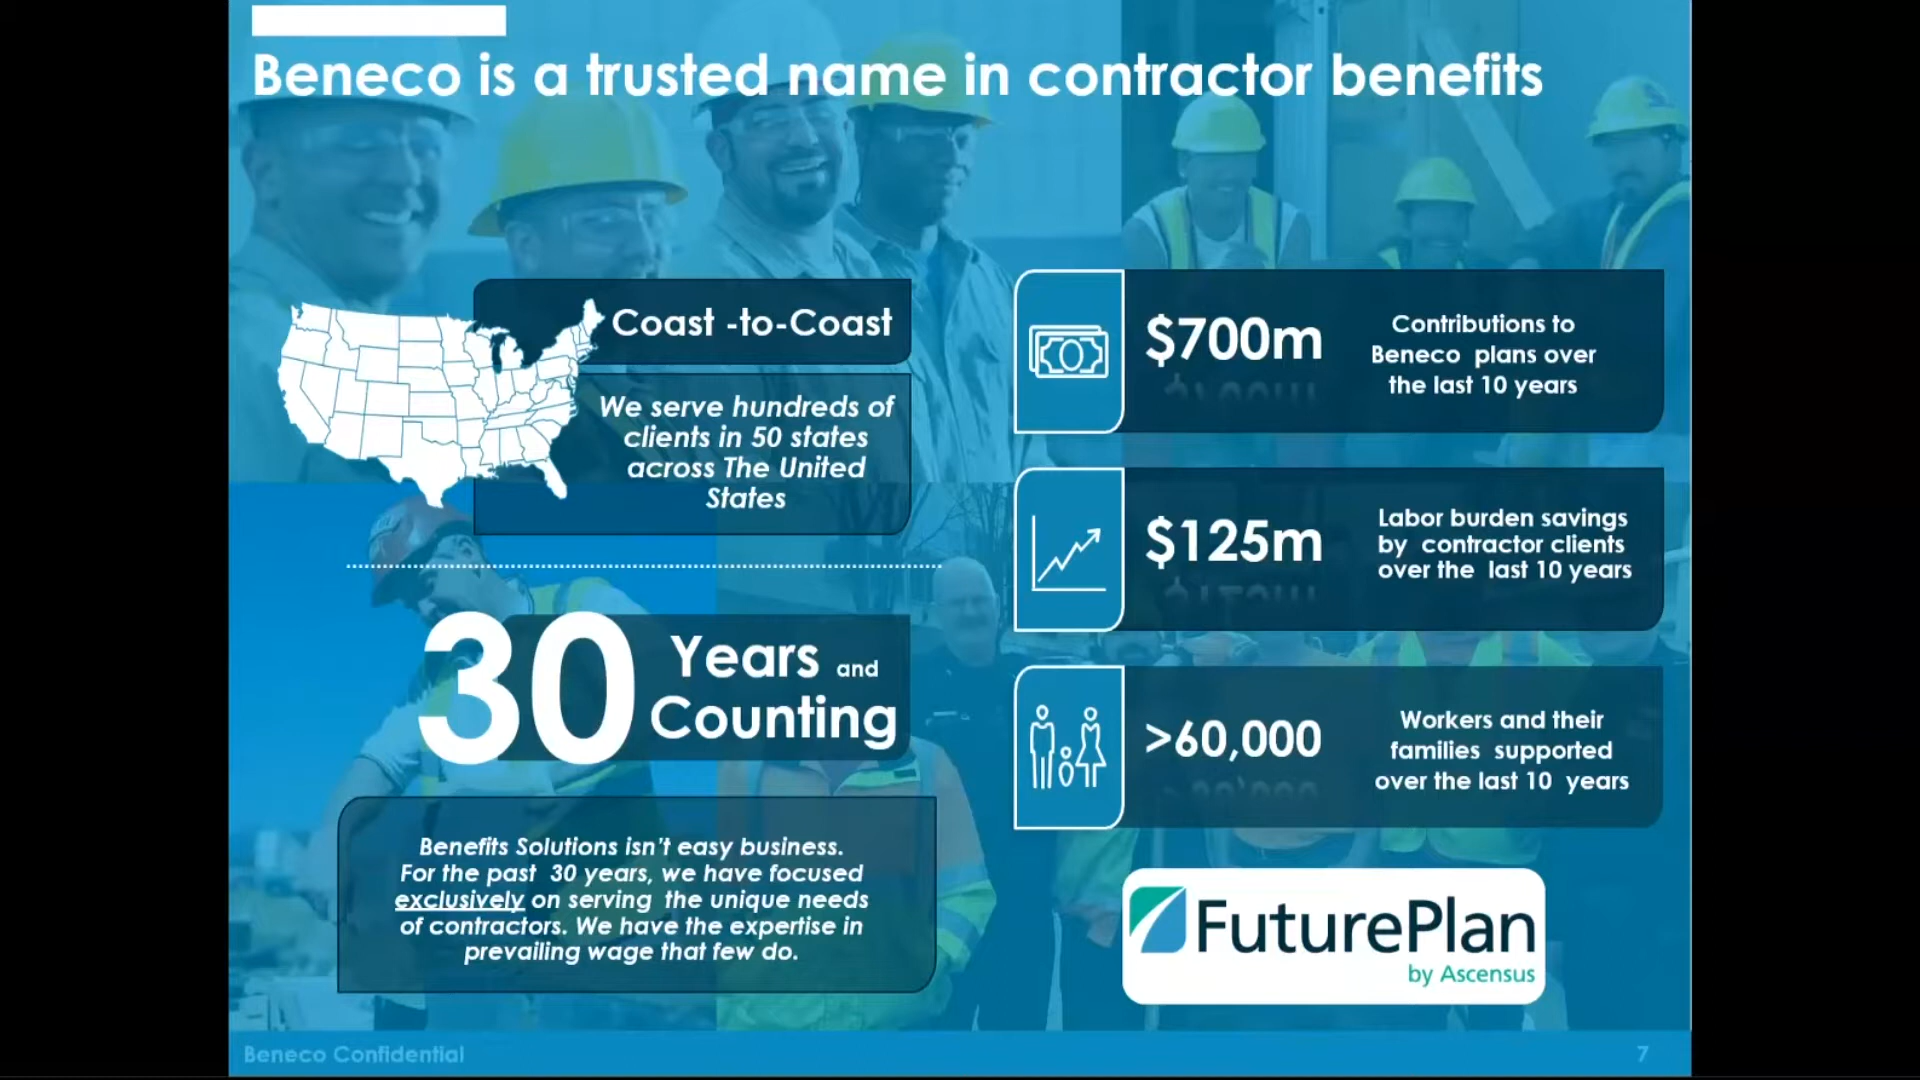 Beneco is a trusted name in contractor benefits
Coast -to-Coast
We serve hundreds of
clients in 50 states
across The United
States
30
Years and
Counting
Benefits Solutions isn't easy business.
For the past 30 years, we have focused
exclusively on serving the unique needs
of contractors. We have the expertise in
prevailing wage that few do.
$700m
Contributions to
Beneco plans over
the last 10 years
$125m
Labor burden savings
by contractor clients
over the last 10 years
>60,000
Workers and their
families supported
over the last 10 years
FuturePlan
by Ascensus
Beneco Confidential
7